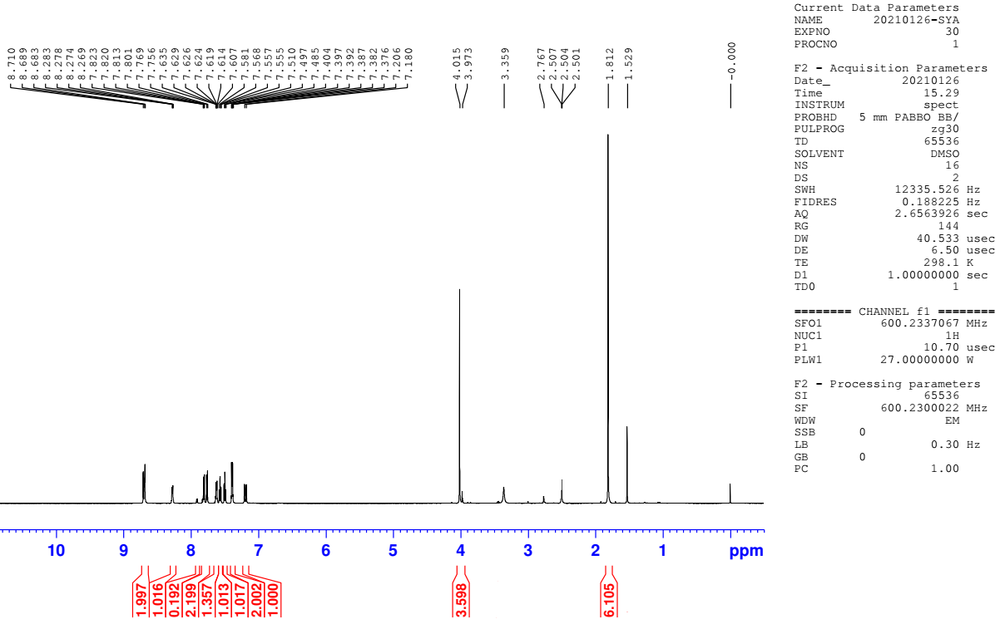 8.710
8.689
8.683
8.283
8.278
8.274
8.269
7.823
7.820
7.813
7.801
7.769
7.756
7.635
7.629
7.626
7.624
7.619
7.614
7.607
7.581
7.568
7.557
7.555
7.510
7.497
7.485
7.404
7.397
7.392
7.387
7.382
7.376
7.206
7.180
4.015
3.973
3.359
2.767
2.507
2.504
2.501
1.812
1.529
-0.000
10 9 8 7 6 5 4 3 2 1 ppm
1.997
1.016
0.192
2.199
1.357
1.013
1.017
2.002
1.000
3.598
6.105
Current Data Parameters
NAME 20210126-SYA
EXPNO 30
PROCNO 1
F2 - Acquisition Parameters
Date_ 20210126
Time 15.29
INSTRUM spect
PROBHD 5 mm PABBO BB/
PULPROG zg30
TD 65536
SOLVENT DMSO
NS 16
DS 2
SWH 12335.526 Hz
FIDRES 0.188225 Hz
AQ 2.6563926 sec
RG 144
DW 40.533 usec
DE 6.50 usec
TE 298.1 K
D1 1.00000000 sec
TD0 1
======== CHANNEL f1 ========
SFO1 600.2337067 MHz
NUC1 1H
P1 10.70 usec
PLW1 27.00000000 W
F2 - Processing parameters
SI 65536
SF 600.2300022 MHz
WDW EM
SSB 0
LB 0.30 Hz
GB 0
PC 1.00